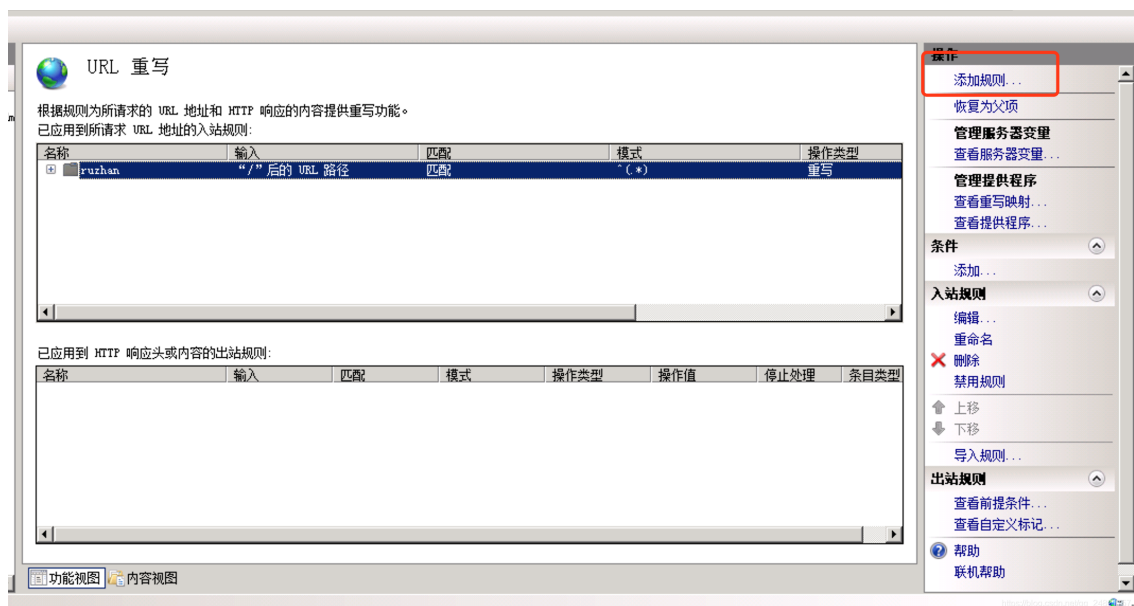 URL 重写
根据规则为所请求的 URL 地址和 HTTP 响应的内容提供重写功能。
已应用到所请求 URL 地址的入站规则:
名称 输入 匹配 模式 操作类型
ruzhan “/”后的 URL 路径 匹配 ^(.*) 重写
已应用到 HTTP 响应头或内容的出站规则:
名称 输入 匹配 模式 操作类型 操作值 停止处理 条目类型
功能视图 内容视图
操作
添加规则...
恢复为父项
管理服务器变量
查看服务器变量...
管理提供程序
查看重写映射...
查看提供程序...
条件
添加...
入站规则
编辑...
重命名
删除
禁用规则
上移
下移
导入规则...
出站规则
查看前提条件...
查看自定义标记...
帮助
联机帮助